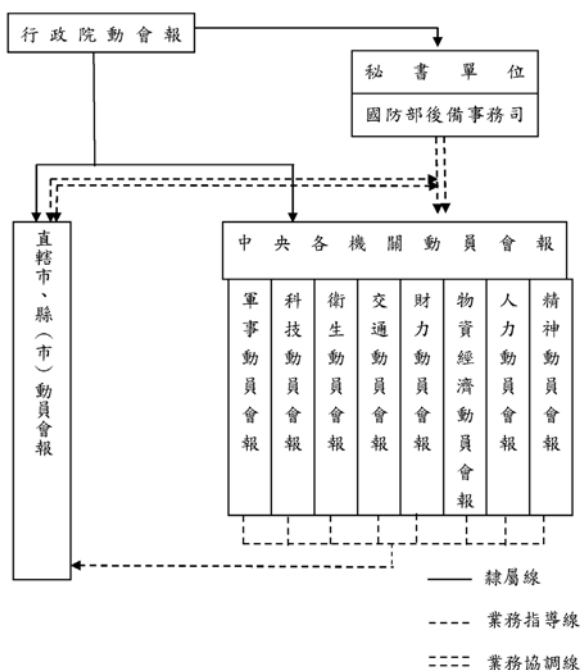 行政院動會報
秘書單位
國防部後備事務司
直轄市、縣（市）動員會報
中央各機關動員會報
軍事動員會報
科技動員會報
衛生動員會報
交通動員會報
財力動員會報
物資經濟動員會報
人力動員會報
精神動員會報
隸屬線
業務指導線
業務協調線